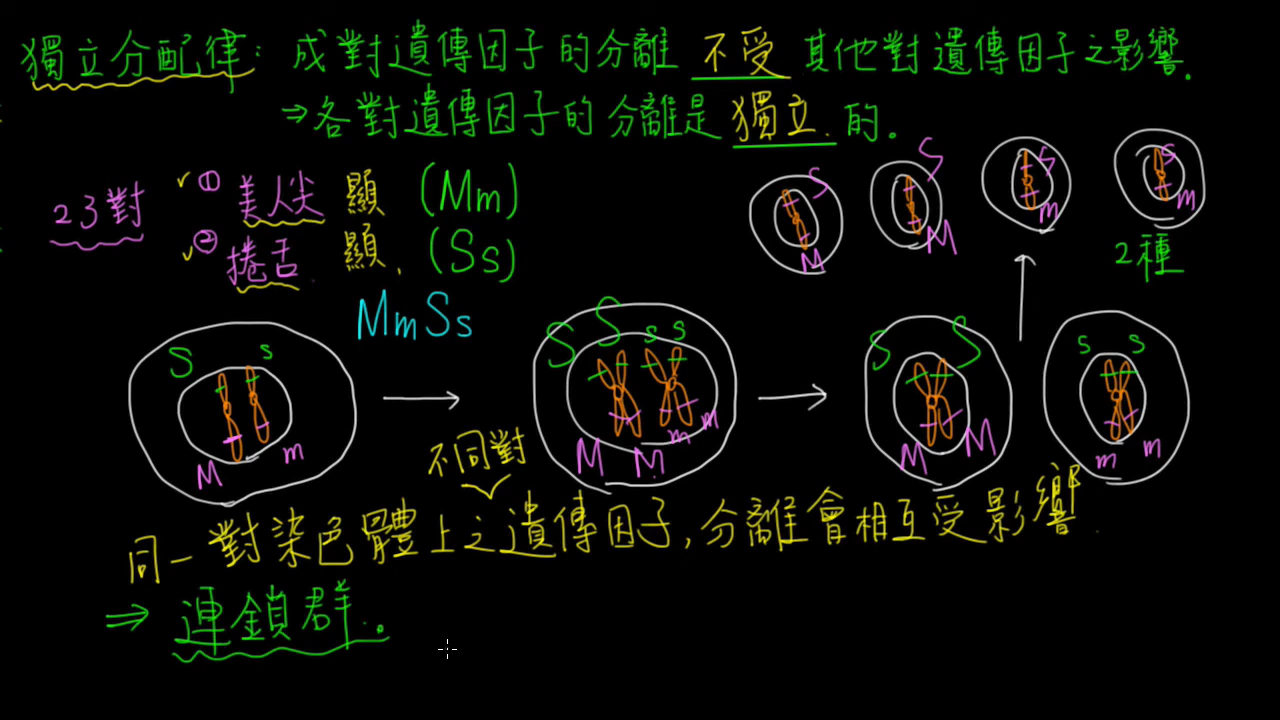 獨立分配律：成對遺傳因子的分離 不受 其他對遺傳因子之影響.
⇒各對遺傳因子的分離是 獨立. 的.
23對 ✓① 美人尖 顯 (Mm)
✓② 捲舌. 顯. (Ss)
MmSs
S S S s
M M m m
2種
S s
M m
S S s s
M M m m
S S
M M
s s
m m
不同對
同一對染色體上之遺傳因子,分離會相互受影響.
⇒ 連鎖群.